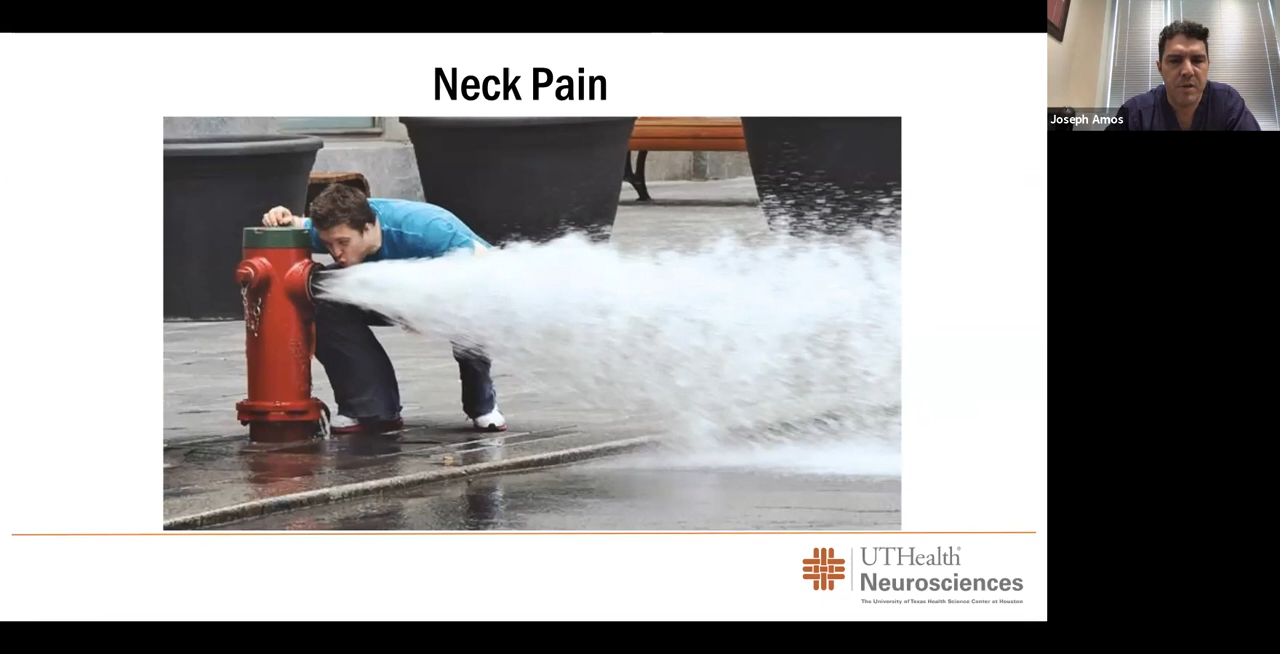 Neck Pain
Joseph Amos
UTHealth®
Neurosciences
The University of Texas Health Science Center at Houston